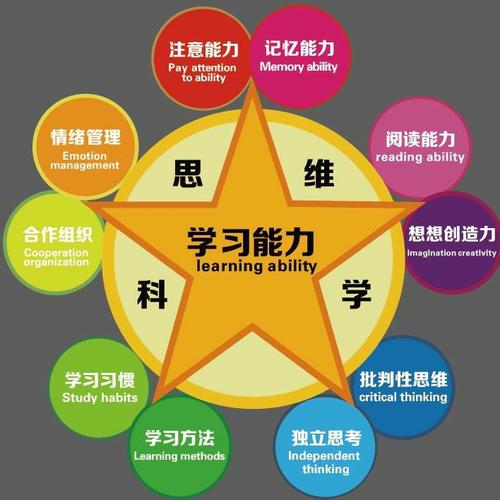 注意能力
Pay attention
to ability
记忆能力
Memory ability
情绪管理
Emotion
management
阅读能力
reading ability
思 维
合作组织
Cooperation
organization
学习能力
learning ability
想想创造力
Imagination creativity
科 学
学习习惯
Study habits
批判性思维
critical thinking
学习方法
Learning methods
独立思考
Independent
thinking